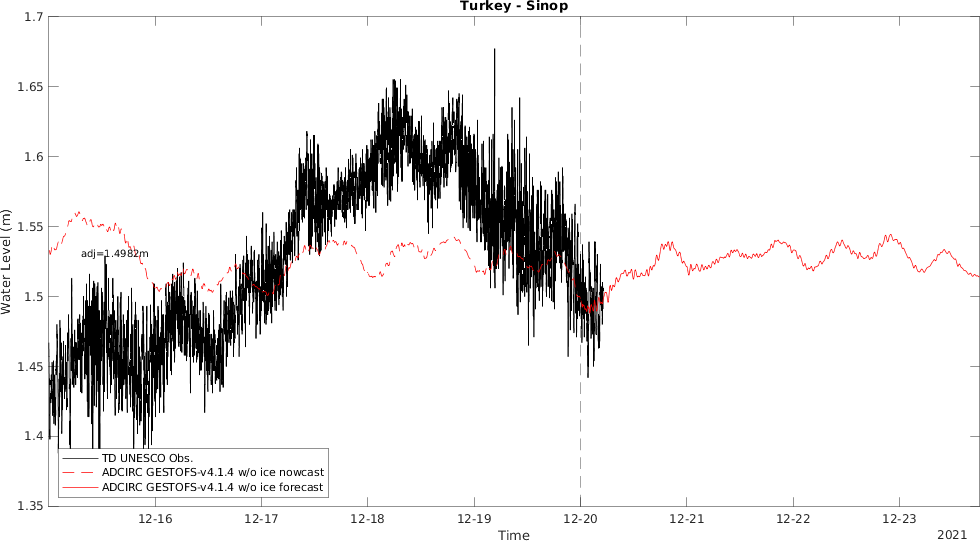 Turkey - Sinop
1.7
1.65
1.6
1.55
1.5
1.45
1.4
1.35
Water Level (m)
adj=1.4982m
TD UNESCO Obs.
ADCIRC GESTOFS-v4.1.4 w/o ice nowcast
ADCIRC GESTOFS-v4.1.4 w/o ice forecast
12-16
12-17
12-18
12-19
12-20
12-21
12-22
12-23
Time
2021